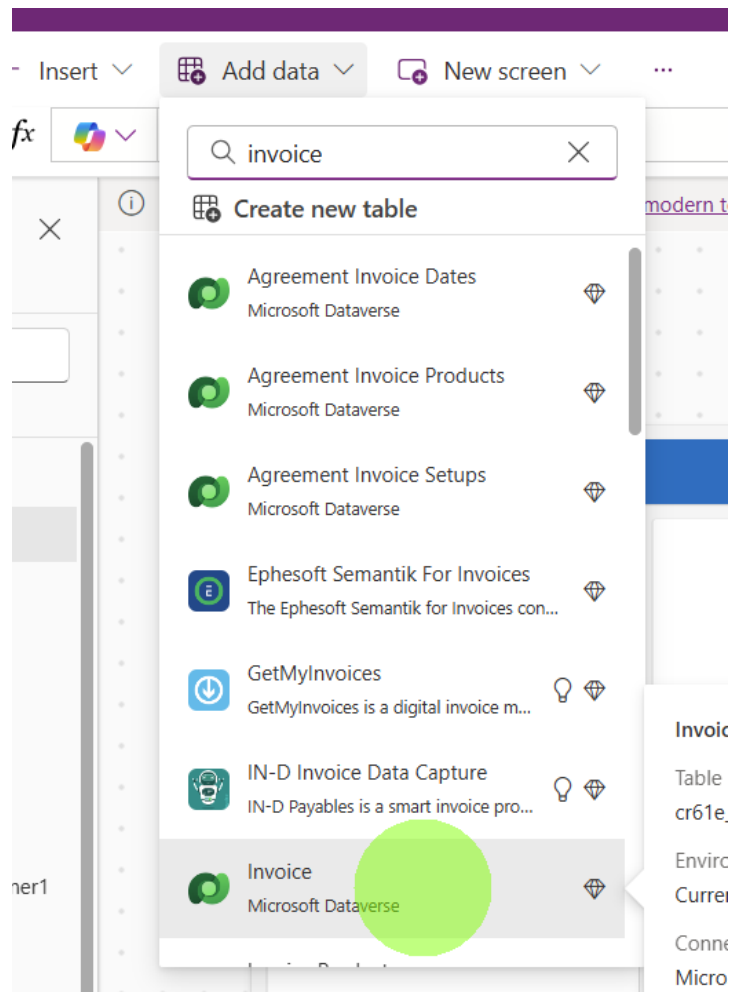 Insert
Add data
New screen
...
fx
invoice
Create new table
modern t
Agreement Invoice Dates
Microsoft Dataverse
Agreement Invoice Products
Microsoft Dataverse
Agreement Invoice Setups
Microsoft Dataverse
Ephesoft Semantik For Invoices
The Ephesoft Semantik for Invoices con...
GetMyInvoices
GetMyInvoices is a digital invoice m...
IN-D Invoice Data Capture
IN-D Payables is a smart invoice pro...
Invoice
Microsoft Dataverse
ner1
Invoic
Table
cr61e_
Enviro
Curre
Conne
Micro